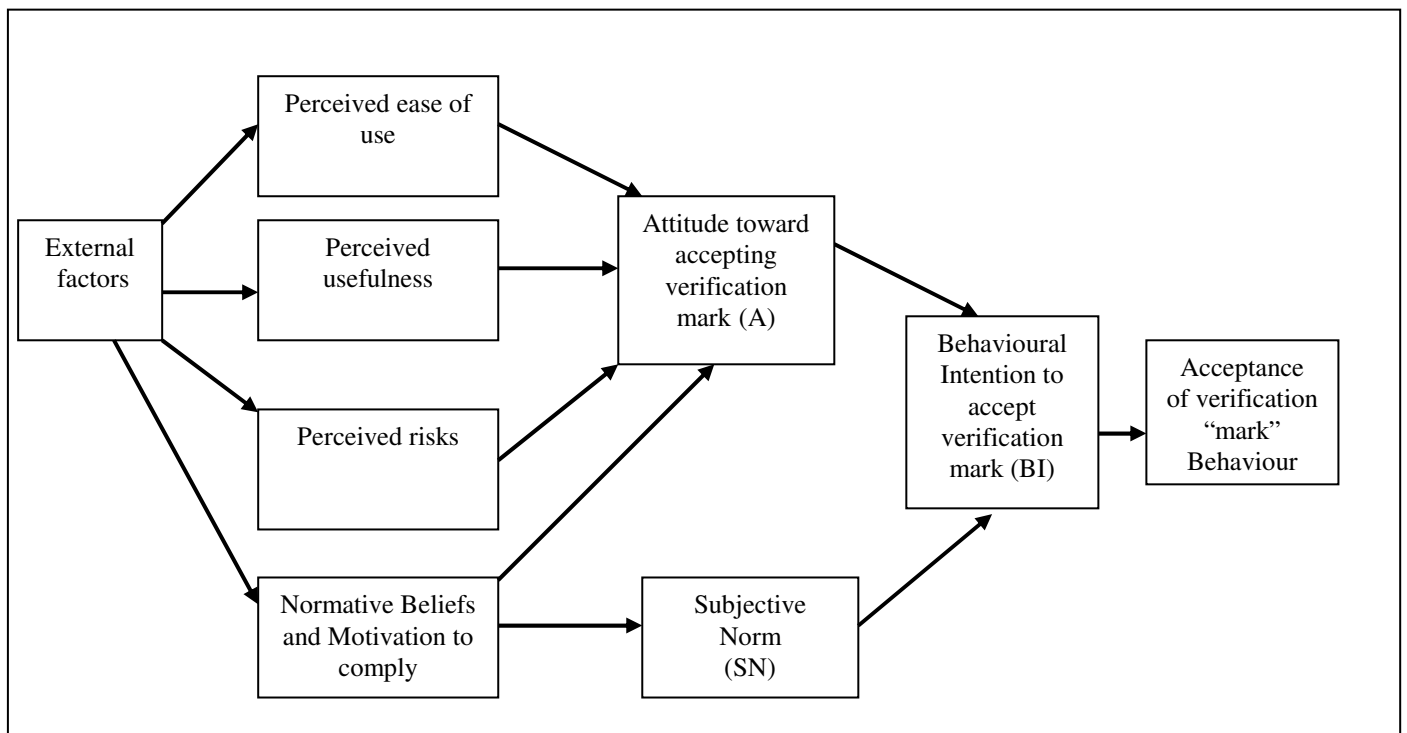 Perceived ease of
use
External
factors
Perceived
usefulness
Perceived risks
Normative Beliefs
and Motivation to
comply
Attitude toward
accepting
verification
mark (A)
Subjective
Norm
(SN)
Behavioural
Intention to
accept
verification
mark (BI)
Acceptance
of verification
“mark”
Behaviour